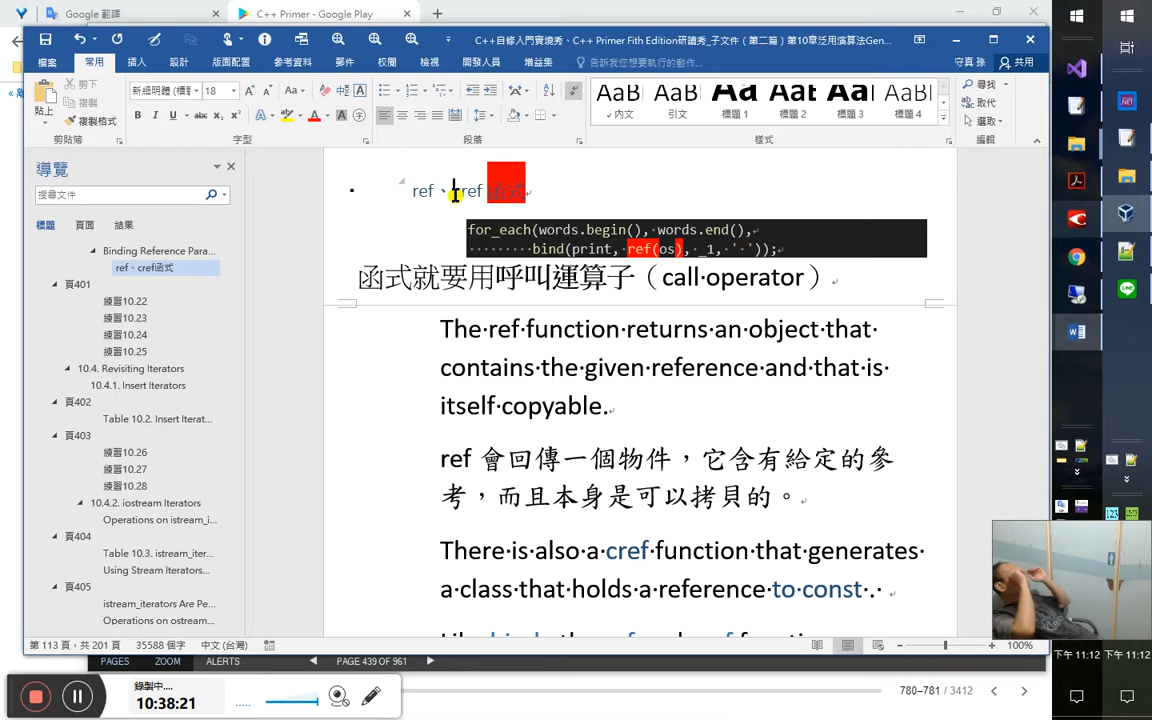 Google 翻譯
C++ Primer - Google Play
C++自修入門實境秀、C++ Primer Fith Edition研讀秀_子文件（第二篇）第10章泛用演算法Gen...
檔案 常用 插入 設計 版面配置 參考資料 郵件 校閱 檢視 開發人員 增益集 告訴我您想要執行的動作... 守真 孫 共用
貼上
剪下
複製
複製格式
新細明體 (標題) 18
AaB AaB Aa AaB AaB AaBb
內文 引文 標題 1 標題 2 標題 3 標題 4
尋找
取代
選取
剪貼簿 字型 段落 樣式 編輯
導覽
搜尋文件
標題 頁面 結果
Binding Reference Para...
ref、cref函式
頁401
練習10.22
練習10.23
練習10.24
練習10.25
10.4. Revisiting Iterators
10.4.1. Insert Iterators
頁402
Table 10.2. Insert Iterat...
頁403
練習10.26
練習10.27
練習10.28
10.4.2. iostream Iterators
Operations on istream_i...
頁404
Table 10.3. istream_iter...
Using Stream Iterators...
頁405
istream_iterators Are Pe...
Operations on ostream...
ref、cref 函式
for_each(words.begin(), words.end(),
bind(print, ref(os), _1, ' '));
函式就要用呼叫運算子（call operator）
The ref function returns an object that
contains the given reference and that is
itself copyable.
ref 會回傳一個物件，它含有給定的參
考，而且本身是可以拷貝的。
There is also a cref function that generates
a class that holds a reference to const .
第 113 頁，共 201 頁 35588 個字 中文 (台灣) 100%
PAGES ZOOM ALERTS PAGE 439 OF 961
錄製中....
10:38:21
780–781 / 3412
下午 11:12 下午 11:12